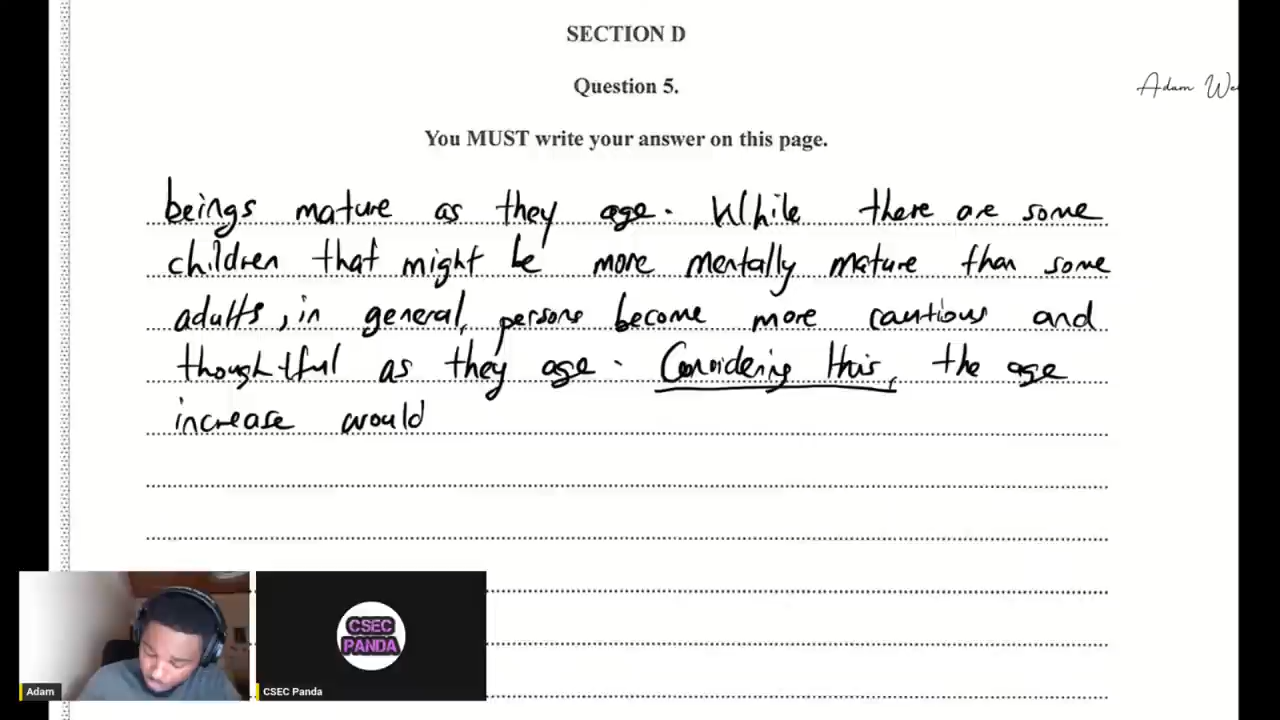 SECTION D
Question 5.
Adam We
You MUST write your answer on this page.
beings mature as they age. While there are some
children that might be more mentally mature than some
adults, in general, persons become more cautious and
thoughtful as they age. Considering this, the age
increase would
CSEC
PANDA
Adam
CSEC Panda